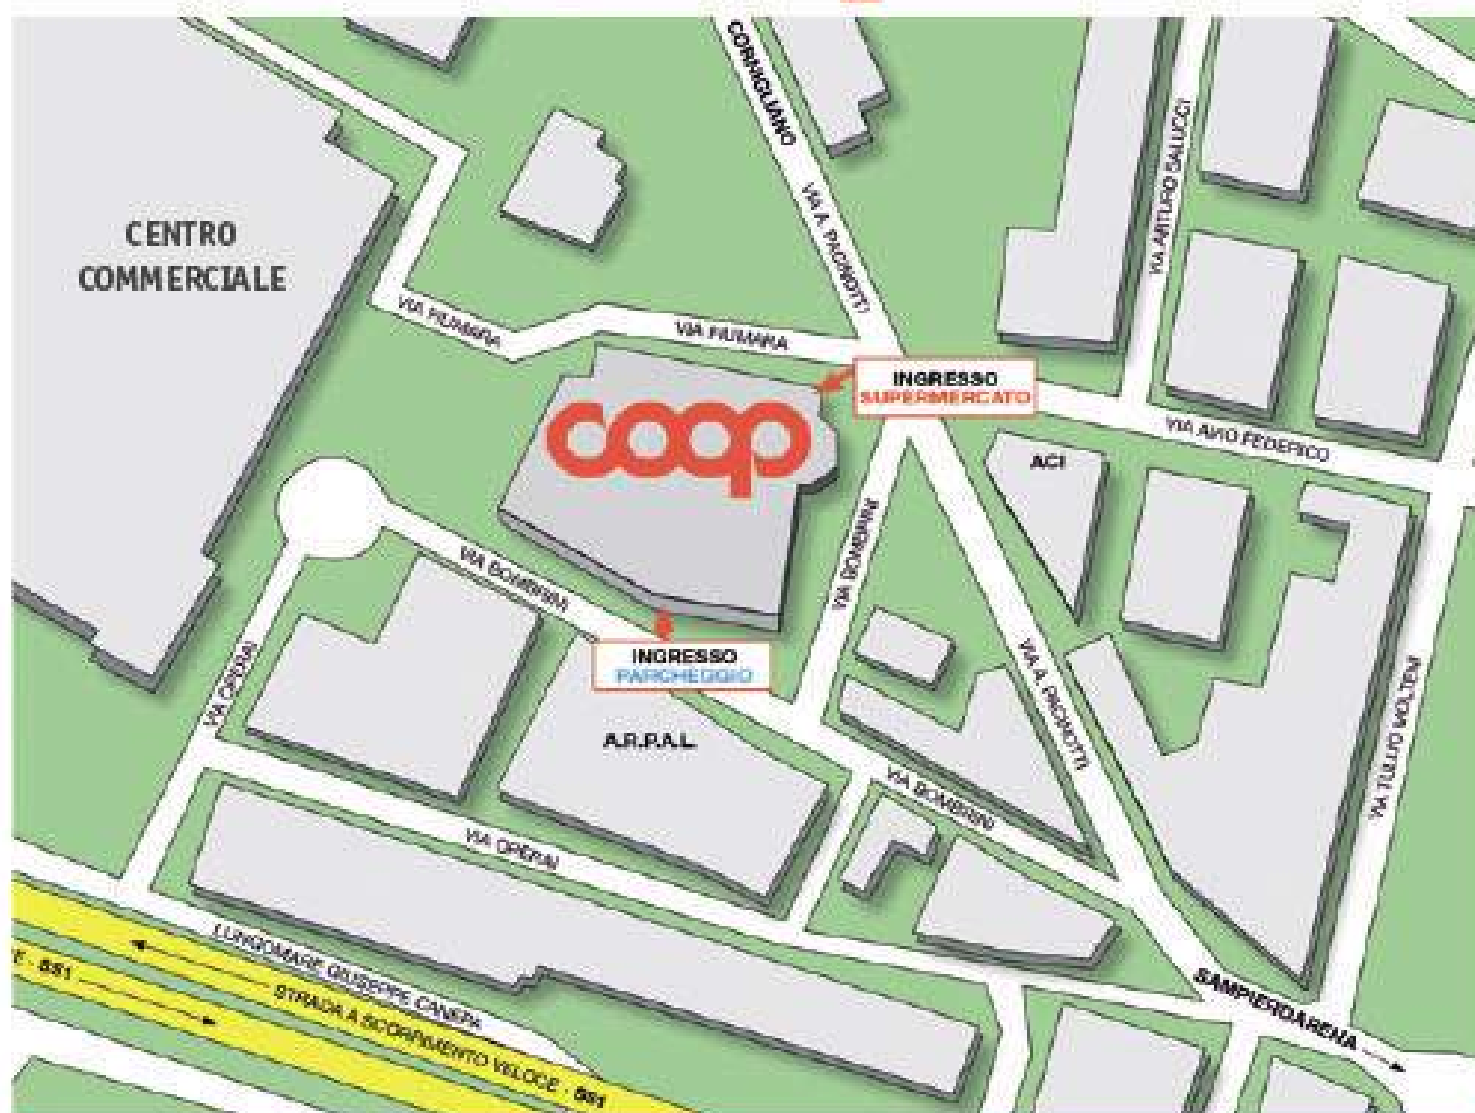 CORNIGLIANO
VIA A. PACINOTTI
VIA ARTURO SALUCCI
CENTRO
COMMERCIALE
VIA FIUMARA
VIA FIUMARA
INGRESSO
SUPERMERCATO
coop
VIA AVIO FEDERICO
ACI
VIA BOMBRINI
VIA BOMBRINI
INGRESSO
PARCHEGGIO
VIA OPERAI
VIA A. PACINOTTI
VIA TULLIO MOLTENI
A.R.P.A.L.
VIA BOMBRINI
VIA OPERAI
LUNGOMARE GIUSEPPE CANEPA
E - SS1
STRADA A SCORRIMENTO VELOCE - SS1
SAMPIERDARENA